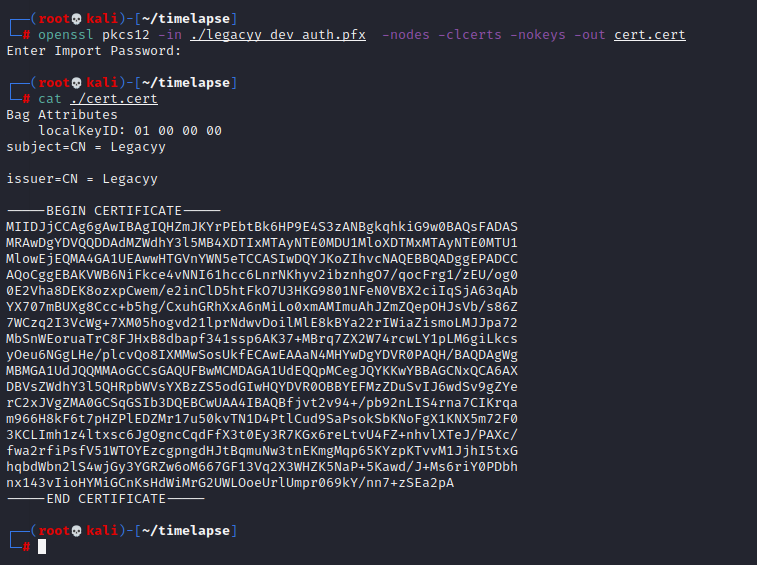 ┌──(root💀kali)-[~/timelapse]
└─# openssl pkcs12 -in ./legacyy_dev_auth.pfx  -nodes -clcerts -nokeys -out cert.cert
Enter Import Password:
┌──(root💀kali)-[~/timelapse]
└─# cat ./cert.cert
Bag Attributes
    localKeyID: 01 00 00 00
subject=CN = Legacyy
issuer=CN = Legacyy
-----BEGIN CERTIFICATE-----
MIIDJjCCAg6gAwIBAgIQHZmJKYrPEbtBk6HP9E4S3zANBgkqhkiG9w0BAQsFADAS
MRAwDgYDVQQDDAdMZWdhY3l5MB4XDTIxMTAyNTE0MDU1MloXDTMxMTAyNTE0MTU1
MlowEjEQMA4GA1UEAwwHTGVnYWN5eTCCASIwDQYJKoZIhvcNAQEBBQADggEPADCC
AQoCggEBAKVWB6NiFkce4vNNI61hcc6LnrNKhyv2ibznhgO7/qocFrg1/zEU/og0
0E2Vha8DEK8ozxpCwem/e2inClD5htFkO7U3HKG9801NFeN0VBX2ciIqSjA63qAb
YX707mBUXg8Ccc+b5hg/CxuhGRhXxA6nMiLo0xmAMImuAhJZmZQepOHJsVb/s86Z
7WCzq2I3VcWg+7XM05hogvd21lprNdwvDoilMlE8kBYa22rIWiaZismoLMJJpa72
MbSnWEoruaTrC8FJHxB8dbapf341ssp6AK37+MBrq7ZX2W74rcwLY1pLM6giLkcs
yOeu6NGgLHe/plcvQo8IXMMwSosUkfECAwEAAaN4MHYwDgYDVR0PAQH/BAQDAgWg
MBMGA1UdJQQMMAoGCCsGAQUFBwMCMDAGA1UdEQQpMCegJQYKKwYBBAGCNxQCA6AX
DBVsZWdhY3l5QHRpbWVsYXBzZS5odGIwHQYDVR0OBBYEFMzZDuSvIJ6wdSv9gZYe
rC2xJVgZMA0GCSqGSIb3DQEBCwUAA4IBAQBfjvt2v94+/pb92nLIS4rna7CIKrqa
m966H8kF6t7pHZPlEDZMr17u50kvTN1D4PtlCud9SaPsokSbKNoFgX1KNX5m72F0
3KCLImh1z4ltxsc6JgOgncCqdFfX3t0Ey3R7KGx6reLtvU4FZ+nhvlXTeJ/PAXc/
fwa2rfiPsfV51WTOYEzcgpngdHJtBqmuNw3tnEKmgMqp65KYzpKTvvM1JjhI5txG
hqbdWbn2lS4wjGy3YGRZw6oM667GF13Vq2X3WHZK5NaP+5Kawd/J+Ms6riY0PDbh
nx143vIioHYMiGCnKsHdWiMrG2UWLOoeUrlUmpr069kY/nn7+zSEa2pA
-----END CERTIFICATE-----
┌──(root💀kali)-[~/timelapse]
└─#